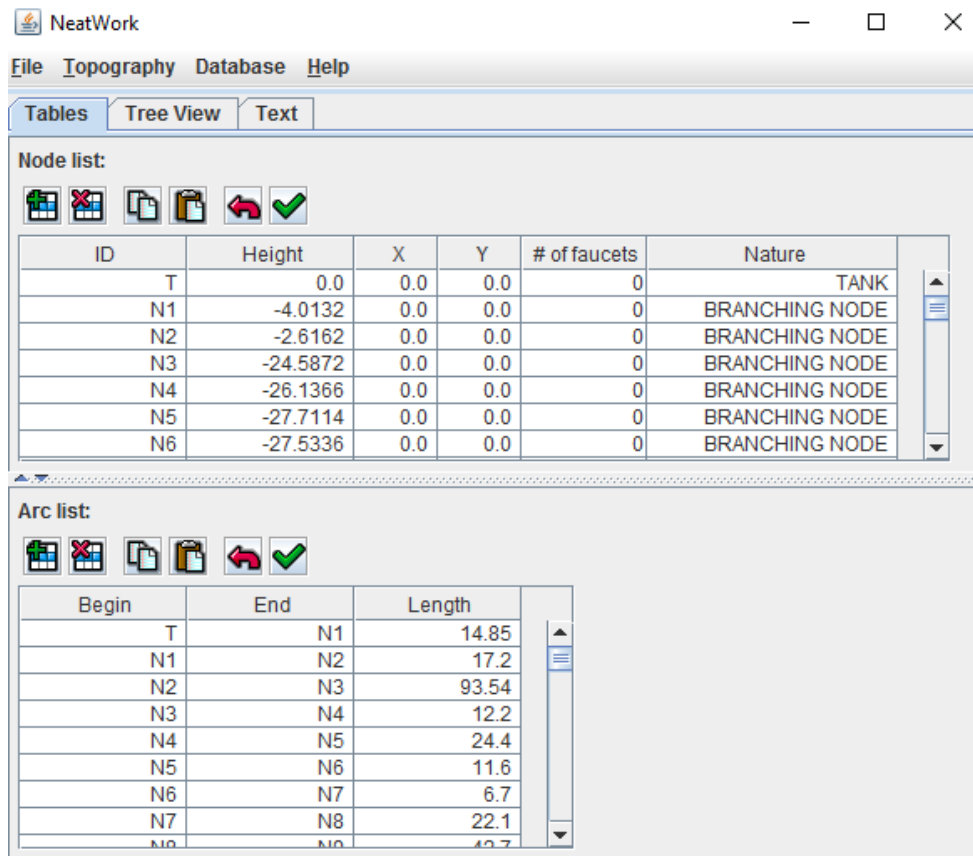 NeatWork
File Topography Database Help
Tables Tree View Text
Node list:
ID Height X Y # of faucets Nature
T 0.0 0.0 0.0 0 TANK
N1 -4.0132 0.0 0.0 0 BRANCHING NODE
N2 -2.6162 0.0 0.0 0 BRANCHING NODE
N3 -24.5872 0.0 0.0 0 BRANCHING NODE
N4 -26.1366 0.0 0.0 0 BRANCHING NODE
N5 -27.7114 0.0 0.0 0 BRANCHING NODE
N6 -27.5336 0.0 0.0 0 BRANCHING NODE
Arc list:
Begin End Length
T N1 14.85
N1 N2 17.2
N2 N3 93.54
N3 N4 12.2
N4 N5 24.4
N5 N6 11.6
N6 N7 6.7
N7 N8 22.1